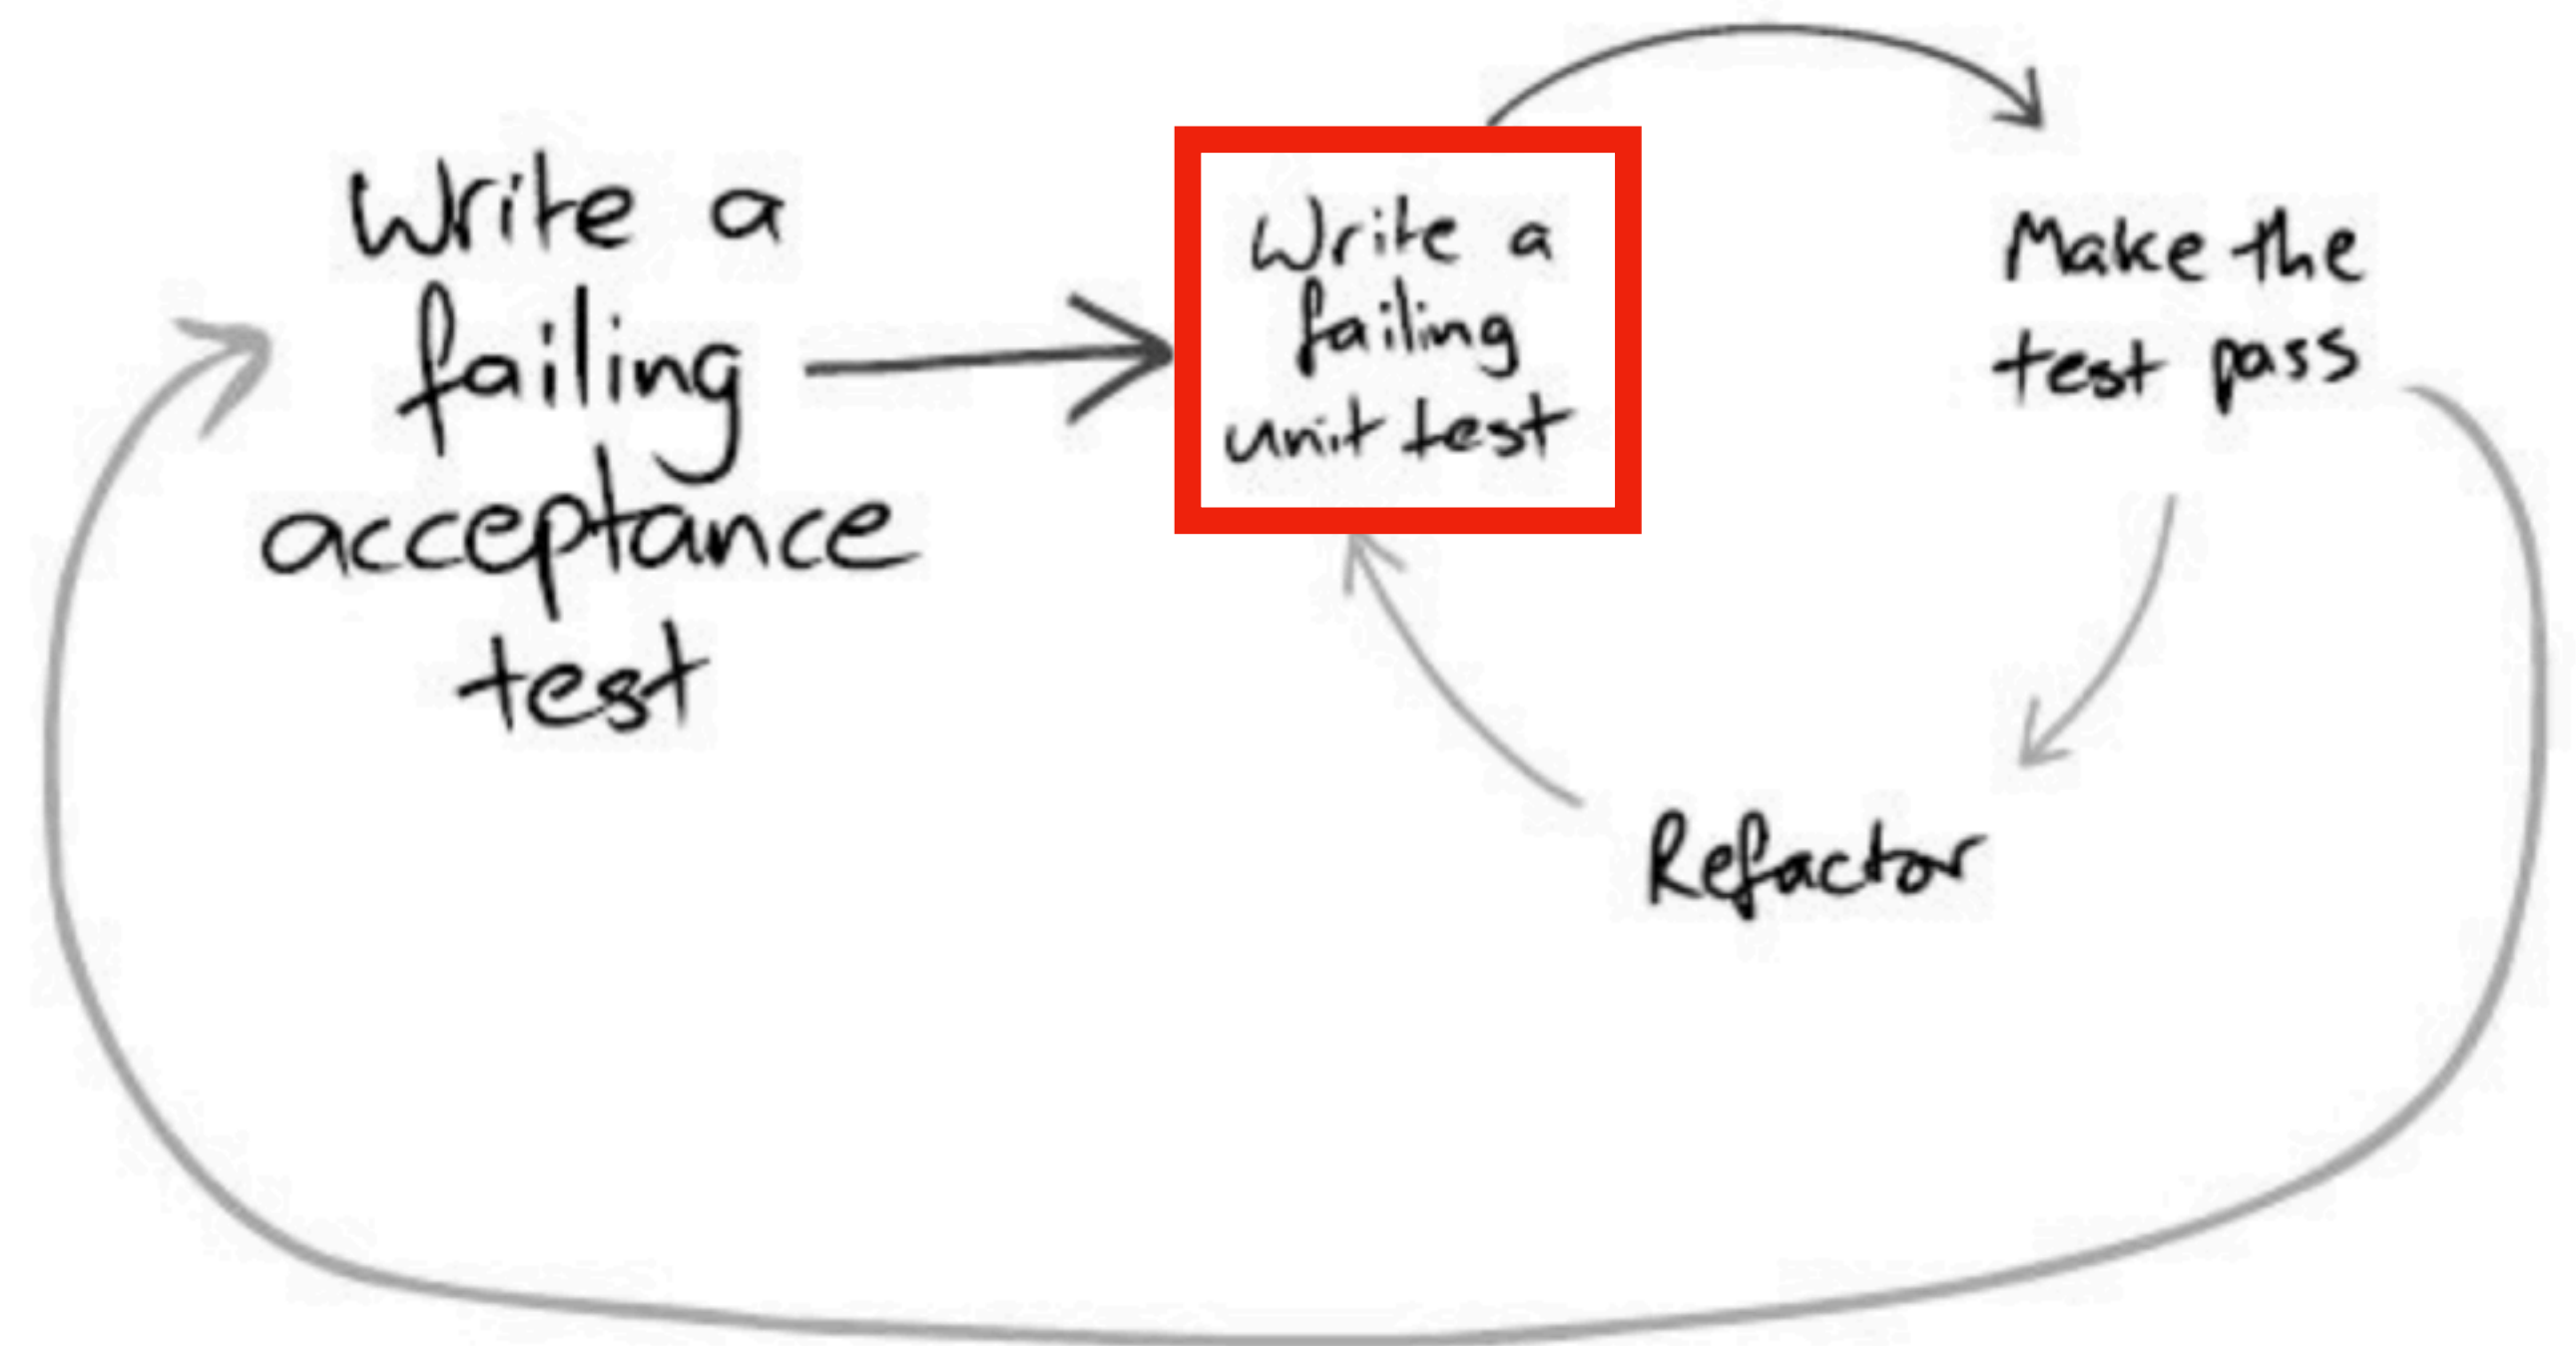 Write a
failing
acceptance
test
Write a
failing
unit test
Make the
test pass
Refactor